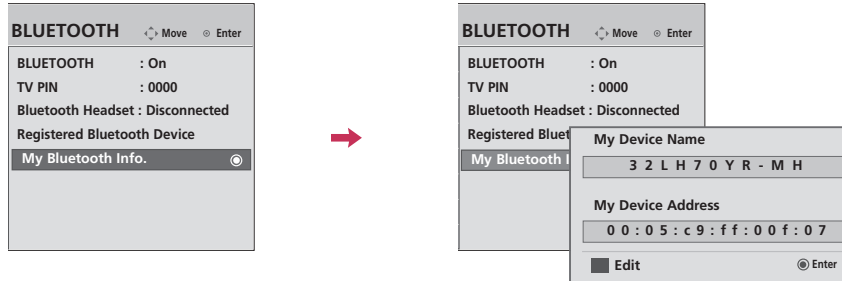 BLUETOOTH Move Enter
BLUETOOTH : On
TV PIN : 0000
Bluetooth Headset : Disconnected
Registered Bluetooth Device
My Bluetooth Info.
BLUETOOTH Move Enter
BLUETOOTH : On
TV PIN : 0000
Bluetooth Headset : Disconnected
Registered Bluet
My Bluetooth I
My Device Name
32LH70YR-MH
My Device Address
00:05:c9:ff:00f:07
Edit Enter